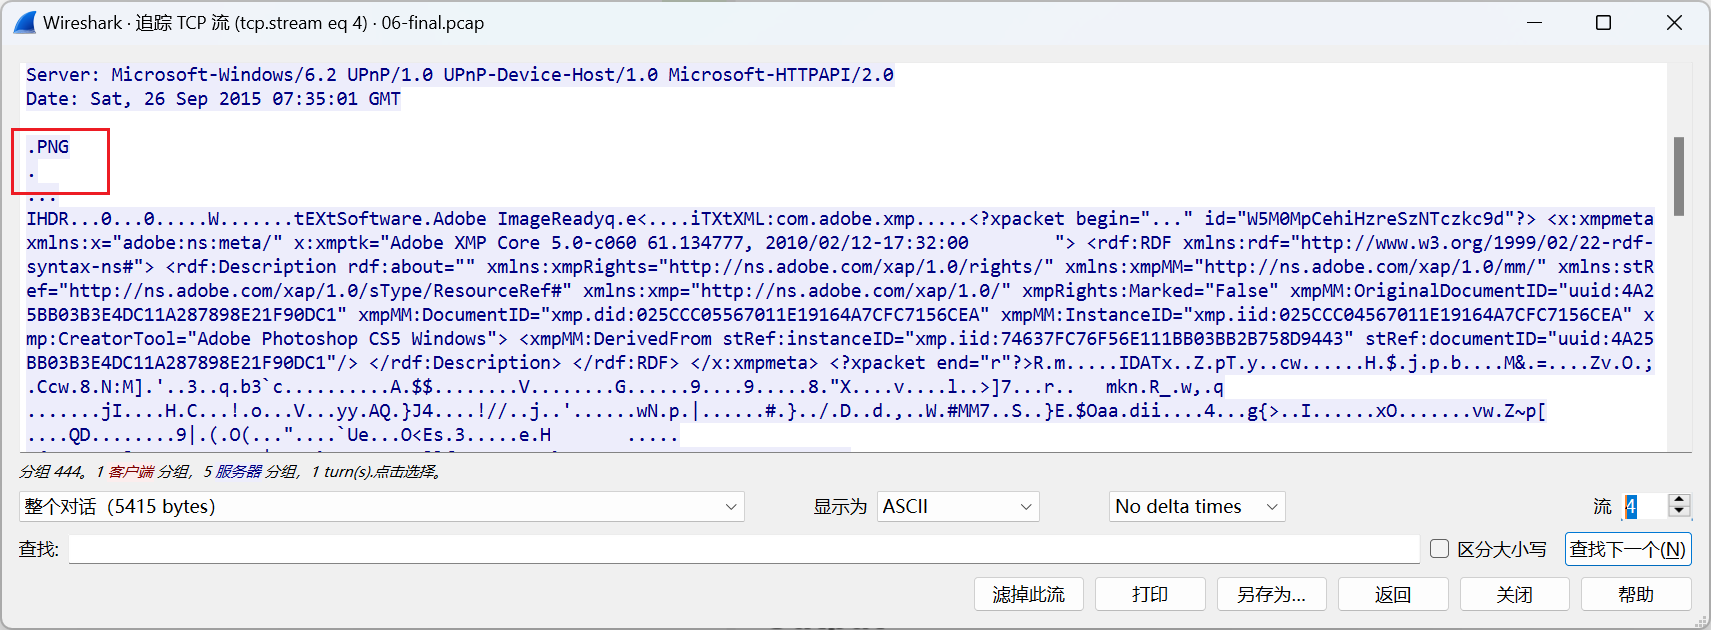 Wireshark · 追踪 TCP 流 (tcp.stream eq 4) · 06-final.pcap
Server: Microsoft-Windows/6.2 UPnP/1.0 UPnP-Device-Host/1.0 Microsoft-HTTPAPI/2.0
Date: Sat, 26 Sep 2015 07:35:01 GMT
.PNG
.
...
IHDR...0...0.....W.......tEXtSoftware.Adobe ImageReadyq.e<....iTXtXML:com.adobe.xmp.....<?xpacket begin="..." id="W5M0MpCehiHzreSzNTczkc9d"?> <x:xmpmeta
xmlns:x="adobe:ns:meta/" x:xmptk="Adobe XMP Core 5.0-c060 61.134777, 2010/02/12-17:32:00        "> <rdf:RDF xmlns:rdf="http://www.w3.org/1999/02/22-rdf-
syntax-ns#"> <rdf:Description rdf:about="" xmlns:xmpRights="http://ns.adobe.com/xap/1.0/rights/" xmlns:xmpMM="http://ns.adobe.com/xap/1.0/mm/" xmlns:stR
ef="http://ns.adobe.com/xap/1.0/sType/ResourceRef#" xmlns:xmp="http://ns.adobe.com/xap/1.0/" xmpRights:Marked="False" xmpMM:OriginalDocumentID="uuid:4A2
5BB03B3E4DC11A287898E21F90DC1" xmpMM:DocumentID="xmp.did:025CCC05567011E19164A7CFC7156CEA" xmpMM:InstanceID="xmp.iid:025CCC04567011E19164A7CFC7156CEA" x
mp:CreatorTool="Adobe Photoshop CS5 Windows"> <xmpMM:DerivedFrom stRef:instanceID="xmp.iid:74637FC76F56E111BB03BB2B758D9443" stRef:documentID="uuid:4A25
BB03B3E4DC11A287898E21F90DC1"/> </rdf:Description> </rdf:RDF> </x:xmpmeta> <?xpacket end="r"?>R.m.....IDATx..Z.pT.y..cw......H.$.j.p.b....M&.=....Zv.O.;
.Ccw.8.N:M].'..3..q.b3`c..........A.$$........V........G......9....9.....8."X....v....l..>]7...r..   mkn.R_.w,.q
.......jI....H.C...!.o...V...yy.AQ.}J4....!//..j..'......wN.p.|......#.}../.D..d.,..W.#MM7..S..}E.$Oaa.dii....4...g{>..I......xO.......vw.Z~p[
....QD........9|.(.O(..."....`Ue...O<Es.3.....e.H       .....
分组 444。1 客户端 分组, 5 服务器 分组, 1 turn(s).点击选择。
整个对话 (5415 bytes)
显示为 ASCII
No delta times
流 4
查找:
区分大小写
查找下一个(N)
滤掉此流
打印
另存为...
返回
关闭
帮助